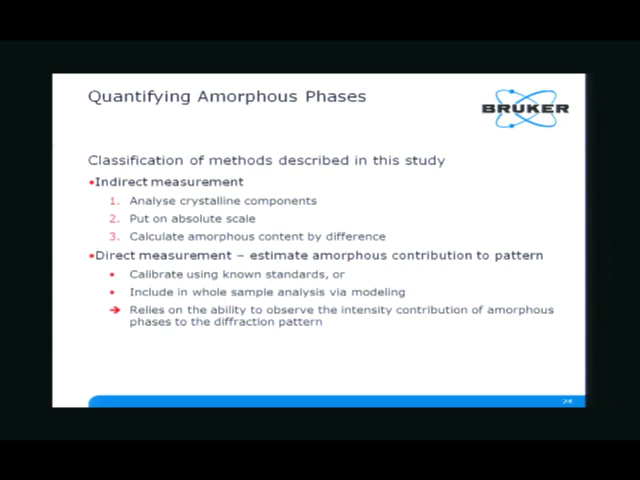 Quantifying Amorphous Phases
BRUKER
Classification of methods described in this study
•Indirect measurement
1. Analyse crystalline components
2. Put on absolute scale
3. Calculate amorphous content by difference
•Direct measurement – estimate amorphous contribution to pattern
• Calibrate using known standards, or
• Include in whole sample analysis via modeling
➔ Relies on the ability to observe the intensity contribution of amorphous
phases to the diffraction pattern
24